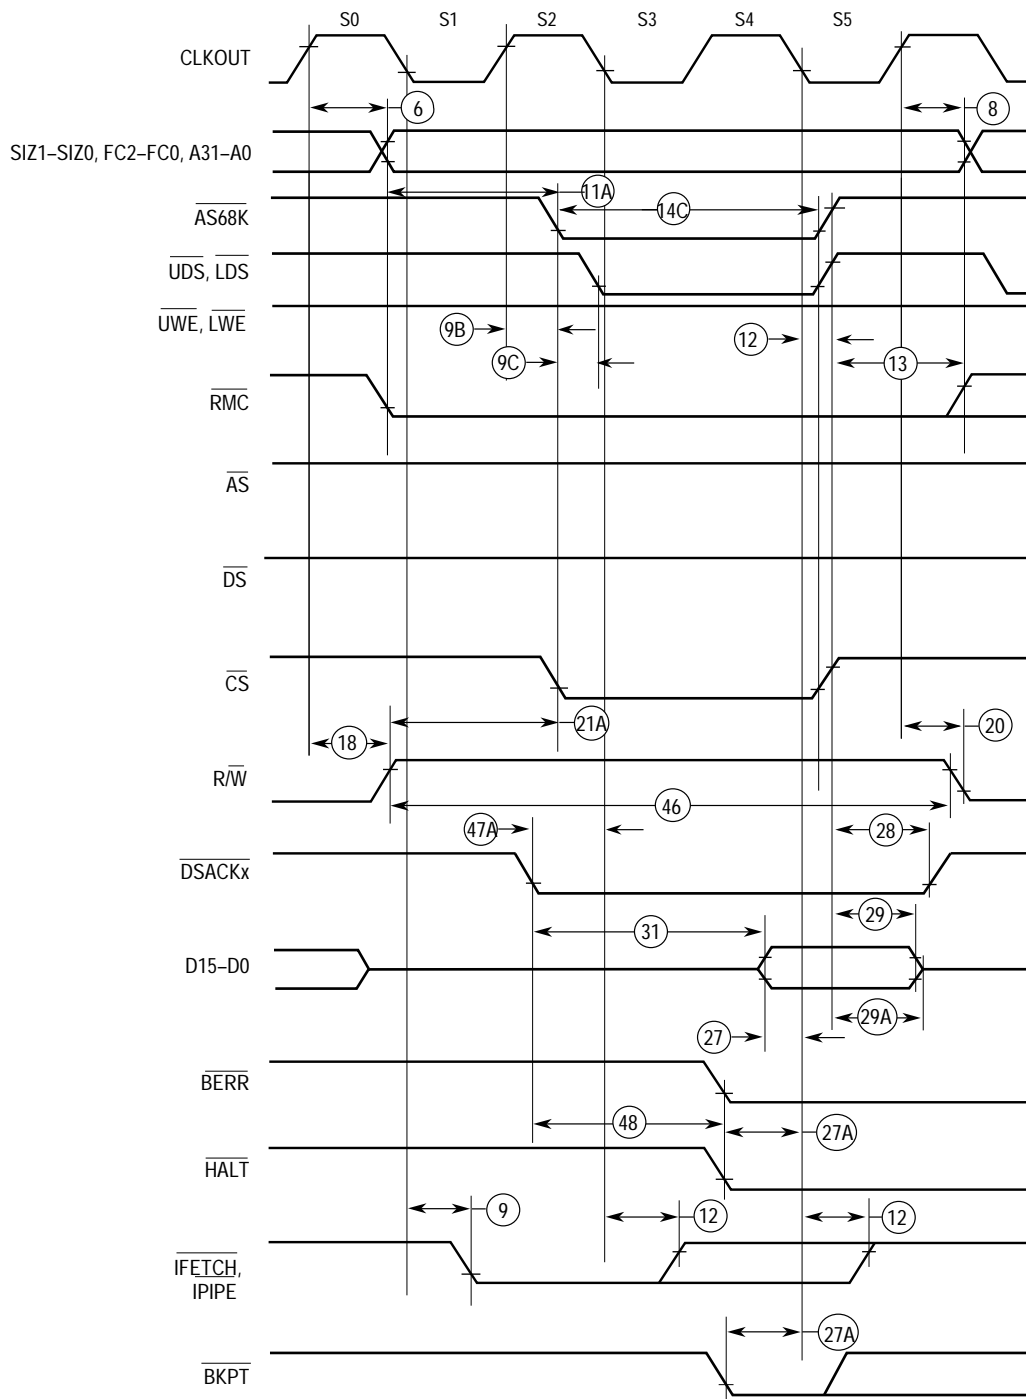 S0 S1 S2 S3 S4 S5
CLKOUT
6 8
SIZ1–SIZ0, FC2–FC0, A31–A0
11A
AS68K 14C
UDS, LDS
UWE, LWE 9B 12
9C 13
RMC
AS
DS
CS
21A 20
18
R/W
46
47A 28
DSACKx
29
31
D15–D0
29A
27
BERR
48 27A
HALT
9 12 12
IFETCH,
IPIPE
27A
BKPT